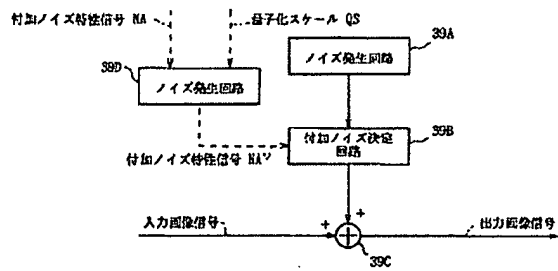 付加ノイズ特性信号 NA
量子化スケール QS
39A
39D
ノイズ発生回路
ノイズ発生回路
39B
付加ノイズ決定
回路
付加ノイズ特性信号 NA'
入力画像信号
+
+
出力画像信号
39C